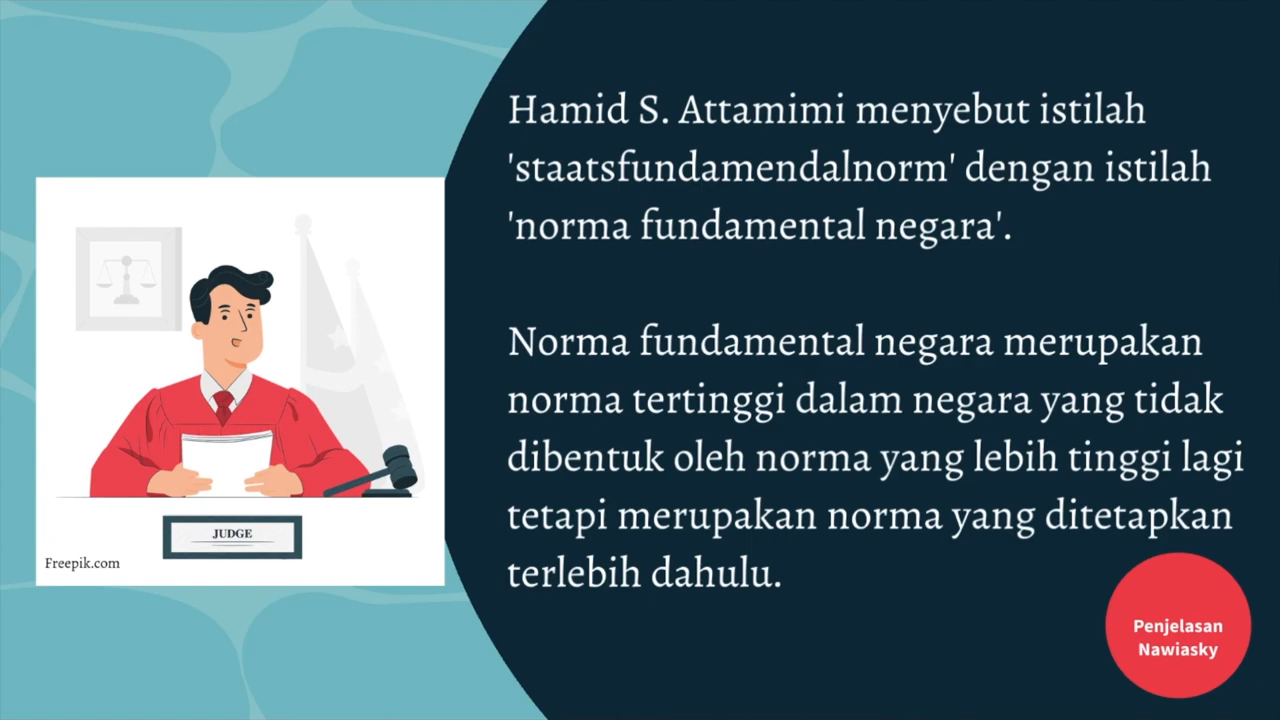 Hamid S. Attamimi menyebut istilah
'staatsfundamendalnorm' dengan istilah
'norma fundamental negara'.
Norma fundamental negara merupakan
norma tertinggi dalam negara yang tidak
dibentuk oleh norma yang lebih tinggi lagi
tetapi merupakan norma yang ditetapkan
terlebih dahulu.
JUDGE
Freepik.com
Penjelasan
Nawiasky